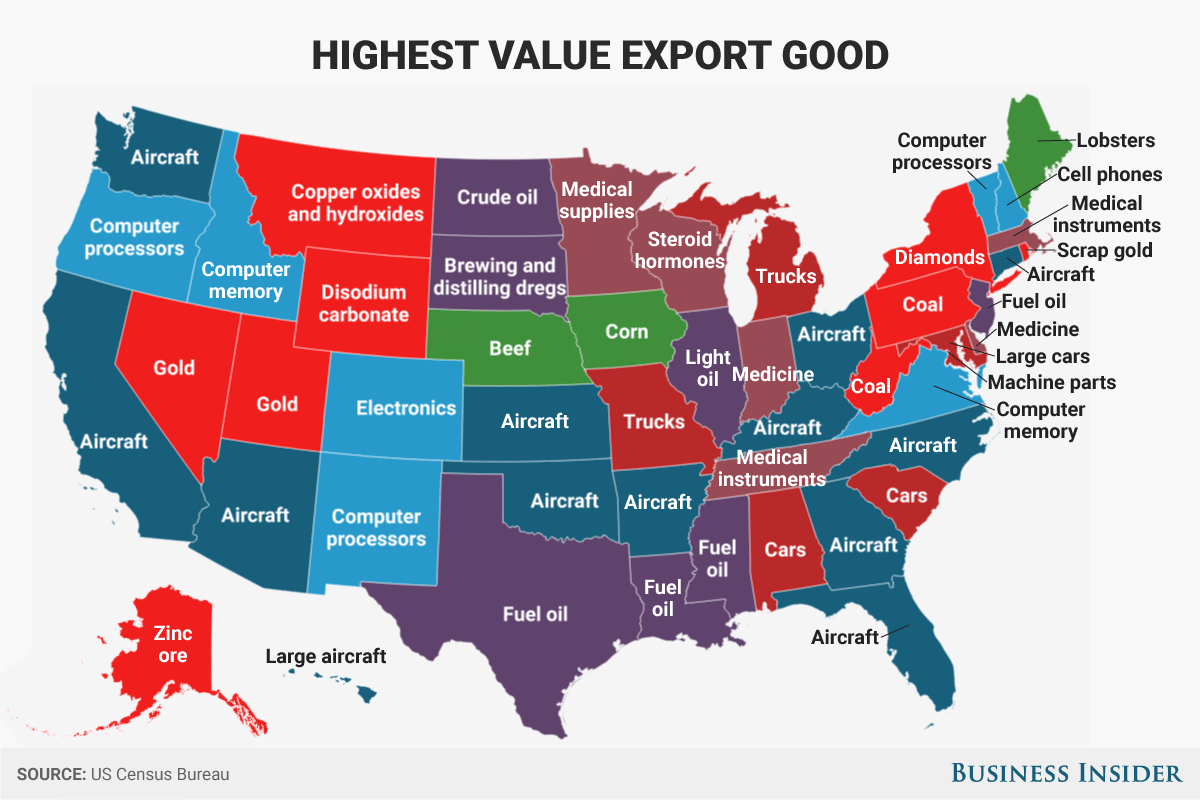 HIGHEST VALUE EXPORT GOOD
Aircraft
Computer
processors
Computer
memory
Copper oxides
and hydroxides
Crude oil
Medical
supplies
Computer
processors
Lobsters
Cell phones
Medical
instruments
Scrap gold
Aircraft
Fuel oil
Medicine
Large cars
Machine parts
Computer
memory
Brewing and
distilling dregs
Steroid
hormones
Trucks
Diamonds
Disodium
carbonate
Coal
Gold
Gold
Beef
Corn
Light
oil
Medicine
Aircraft
Coal
Electronics
Aircraft
Trucks
Aircraft
Aircraft
Medical
instruments
Aircraft
Aircraft
Computer
processors
Aircraft
Aircraft
Fuel
oil
Cars
Aircraft
Cars
Fuel oil
Fuel
oil
Aircraft
Zinc
ore
Large aircraft
SOURCE: US Census Bureau
BUSINESS INSIDER